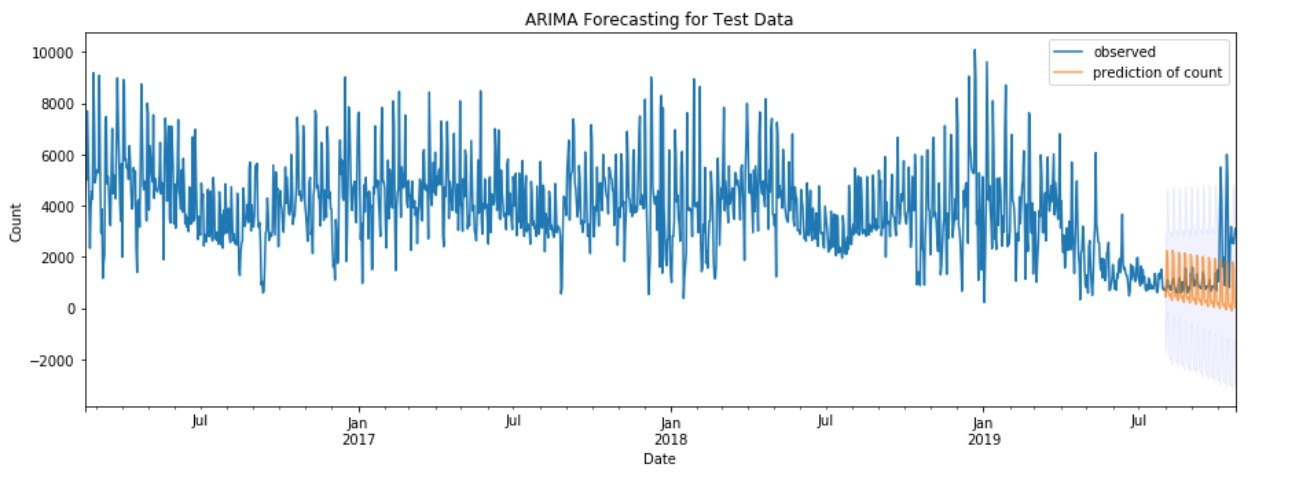 ARIMA Forecasting for Test Data
observed
prediction of count
10000
8000
6000
4000
2000
0
−2000
Count
Jul
Jan
2017
Jul
Jan
2018
Jul
Jan
2019
Jul
Date